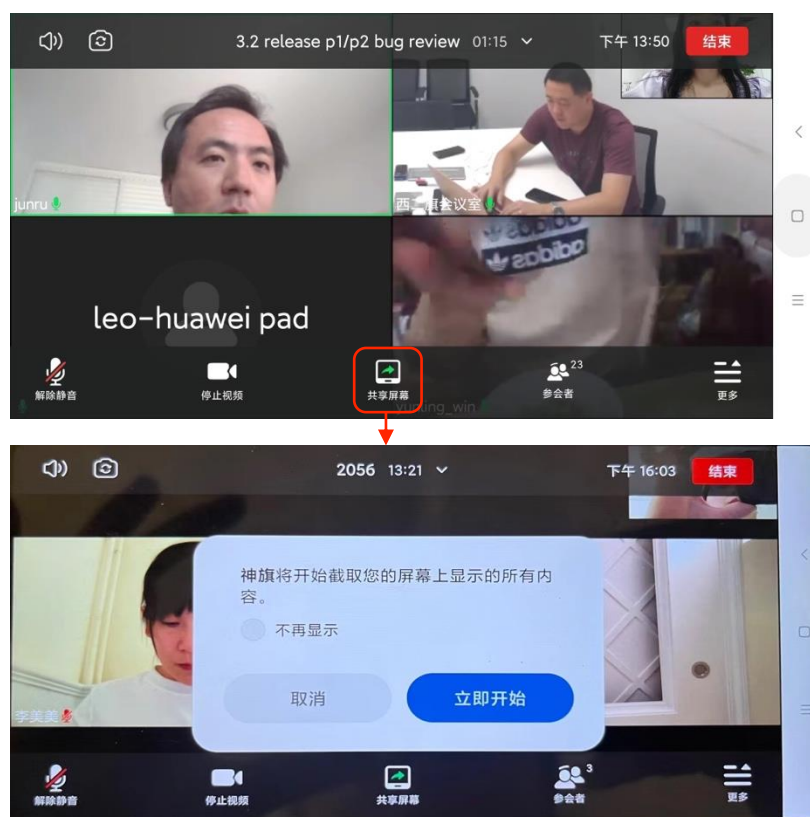 3.2 release p1/p2 bug review 01:15
下午 13:50
结束
junru
西二旗会议室
leo-huawei pad
yuming_win
解除静音
停止视频
共享屏幕
23
参会者
更多
2056 13:21
下午 16:03
结束
神旗将开始截取您的屏幕上显示的所有内
容。
不再显示
取消
立即开始
李美美
解除静音
停止视频
共享屏幕
3
参会者
更多